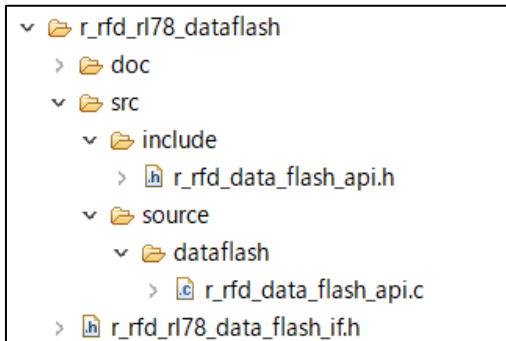 r_rfd_rl78_dataflash
doc
src
include
r_rfd_data_flash_api.h
source
dataflash
r_rfd_data_flash_api.c
r_rfd_rl78_data_flash_if.h